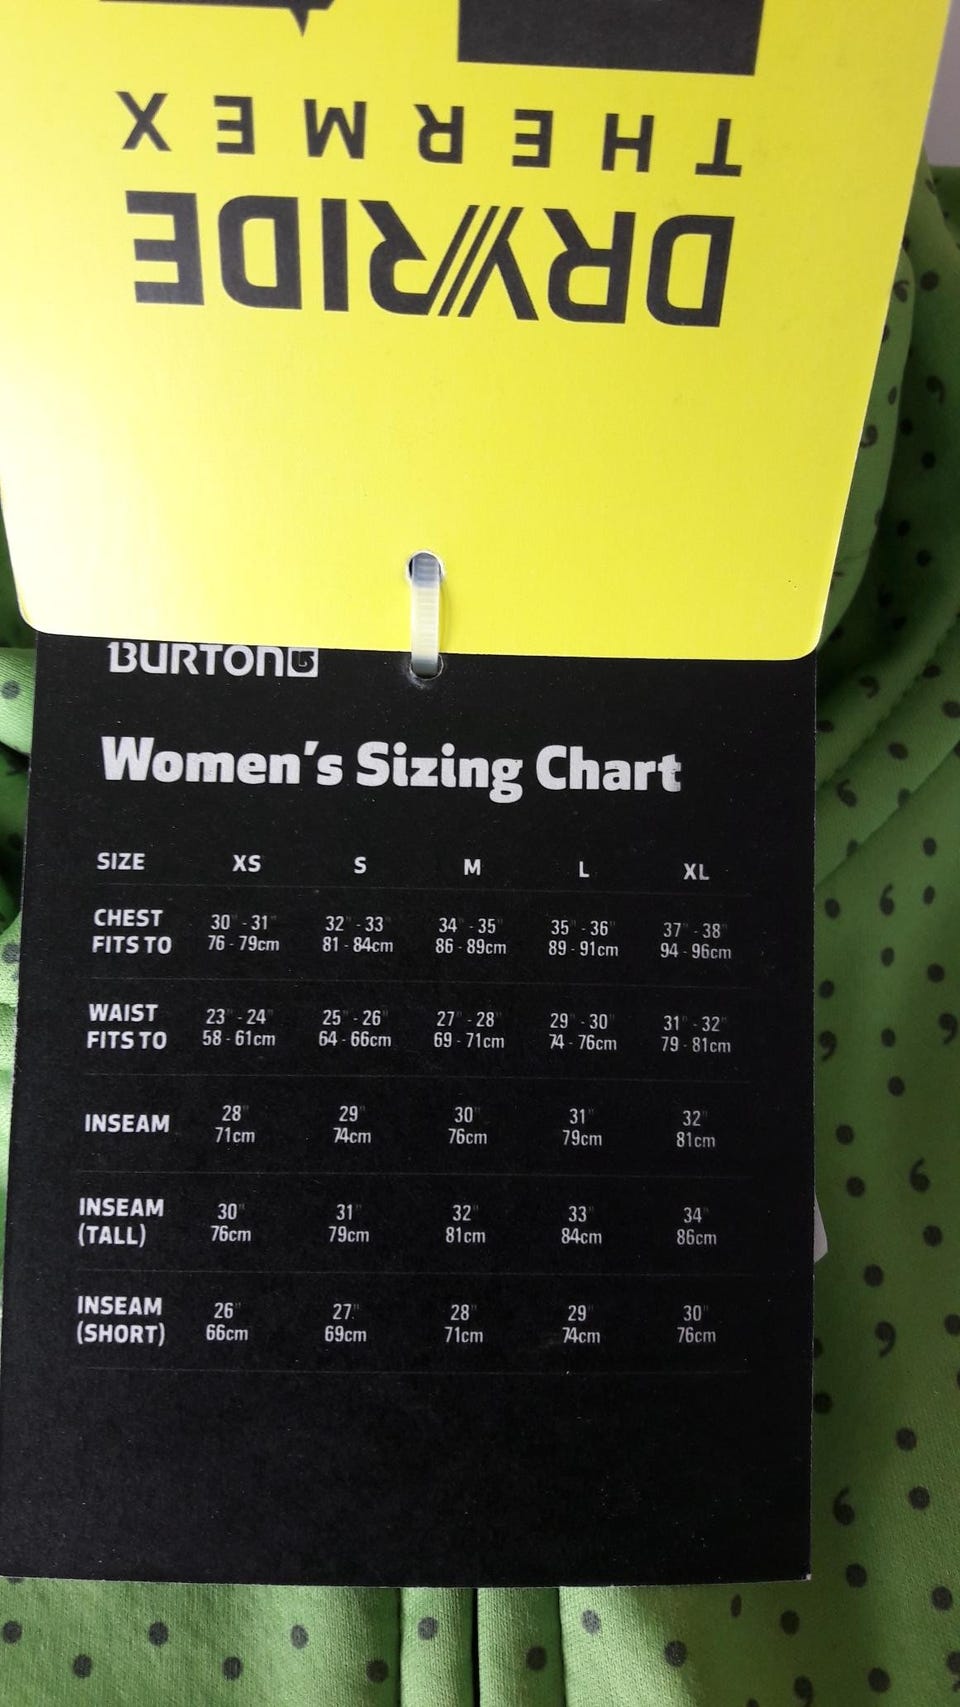 THERMEX
DRYRIDE
BURTON
Women's Sizing Chart
SIZE XS S M L XL
CHEST FITS TO 30" - 31" 32" - 33" 34" - 35" 35" - 36" 37" - 38"
76 - 79cm 81 - 84cm 86 - 89cm 89 - 91cm 94 - 96cm
WAIST FITS TO 23" - 24" 25" - 26" 27" - 28" 29" - 30" 31" - 32"
58 - 61cm 64 - 66cm 69 - 71cm 74 - 76cm 79 - 81cm
INSEAM 28" 29" 30" 31" 32"
71cm 74cm 76cm 79cm 81cm
INSEAM (TALL) 30" 31" 32" 33" 34"
76cm 79cm 81cm 84cm 86cm
INSEAM (SHORT) 26" 27" 28" 29" 30"
66cm 69cm 71cm 74cm 76cm